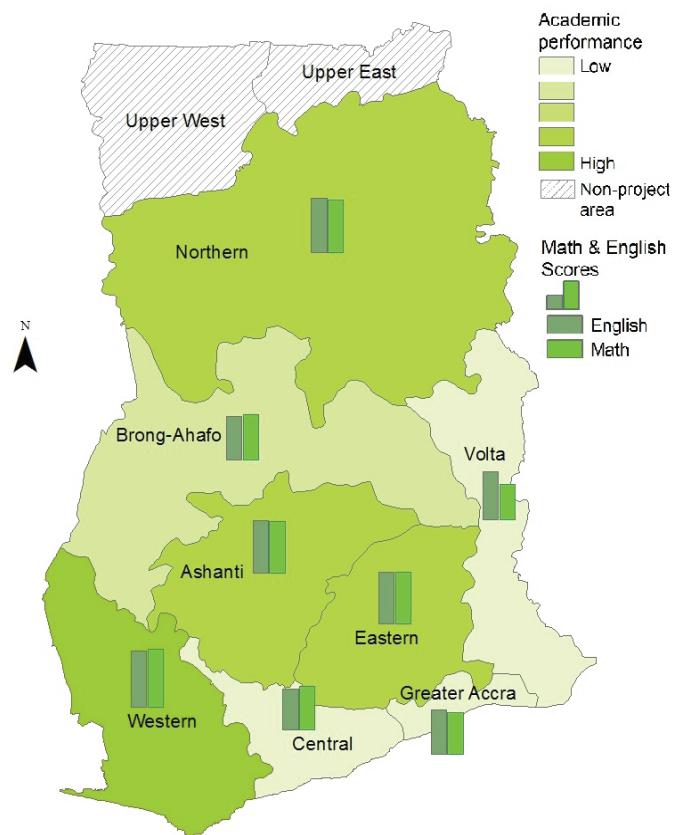 Academic
performance
Low
High
Non-project
area
Math & English
Scores
English
Math
Upper East
Upper West
Northern
N
Brong-Ahafo
Volta
Ashanti
Eastern
Greater Accra
Western
Central